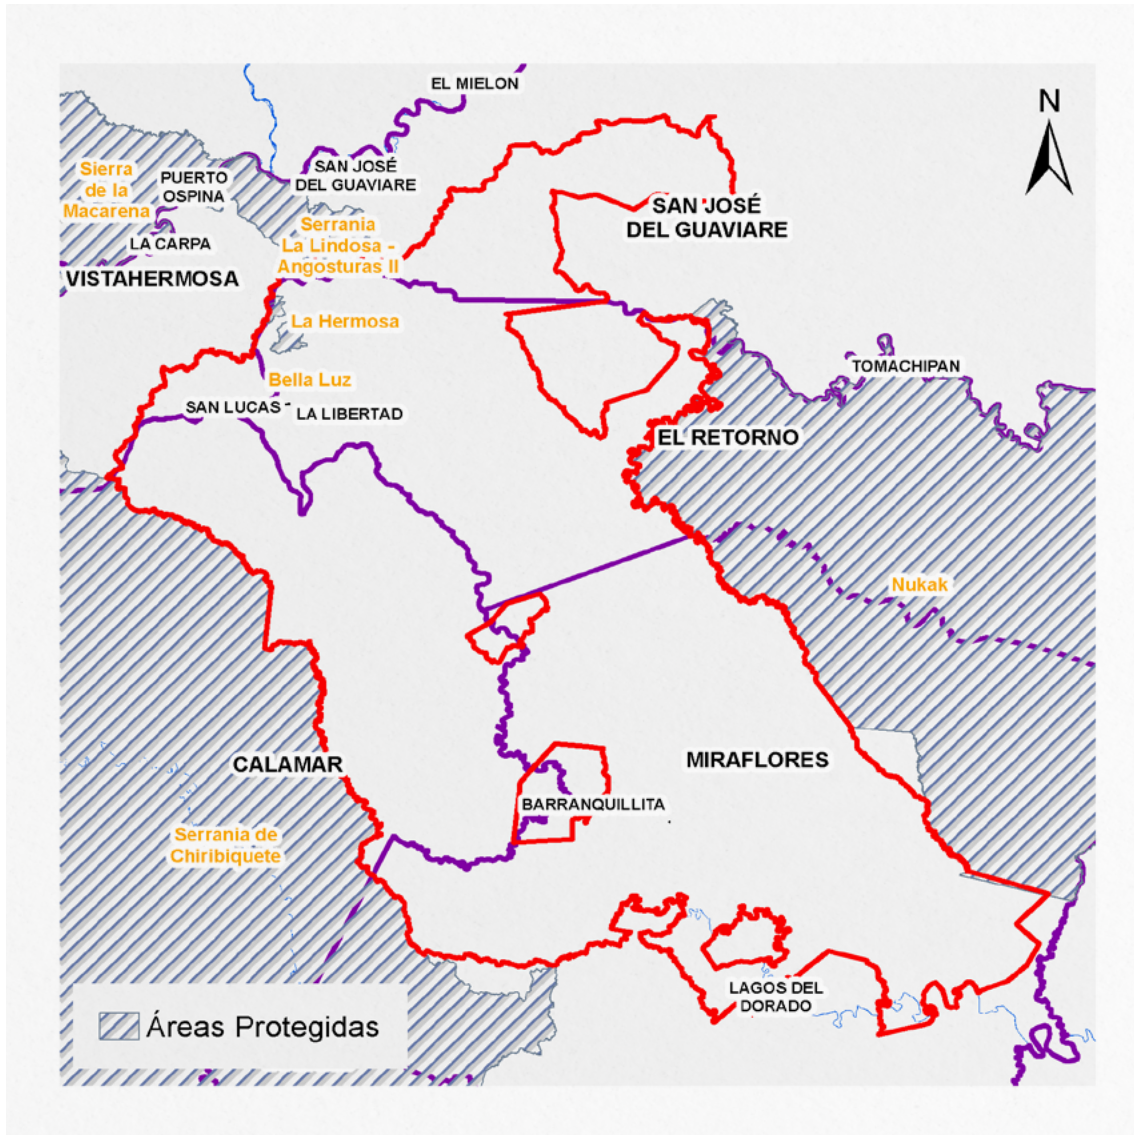 EL MIELON
N
SAN JOSÉ
DEL GUAVIARE
Sierra
de la
Macarena
PUERTO
OSPINA
SAN JOSÉ
DEL GUAVIARE
Serrania
La Lindosa -
Angosturas II
LA CARPA
VISTAHERMOSA
La Hermosa
TOMACHIPAN
Bella Luz
SAN LUCAS
LA LIBERTAD
EL RETORNO
Nukak
CALAMAR
MIRAFLORES
BARRANQUILLITA
Serrania de
Chiribiquete
LAGOS DEL
DORADO
Áreas Protegidas